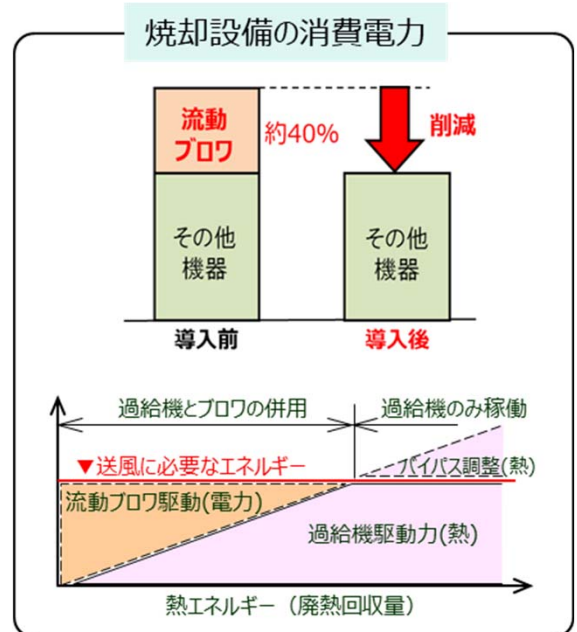 焼却設備の消費電力
流動
ブロワ
約40%
削減
その他
機器
その他
機器
導入前
導入後
過給機とブロワの併用
過給機のみ稼働
▼送風に必要なエネルギー
バイパス調整(熱)
流動ブロワ駆動(電力)
過給機駆動力(熱)
熱エネルギー（廃熱回収量）